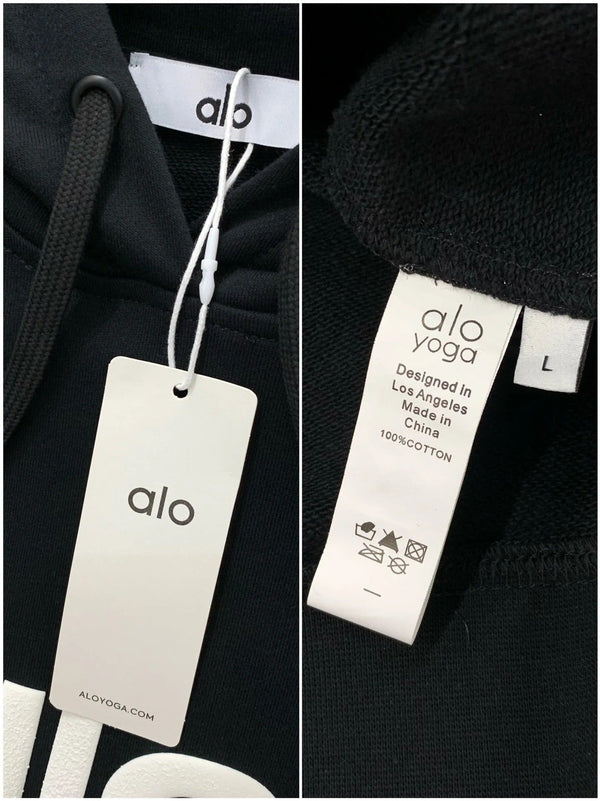 alo
alo
ALOYOGA.COM
alo
yoga
Designed In
Los Angeles
Made in
China
100%COTTON
L